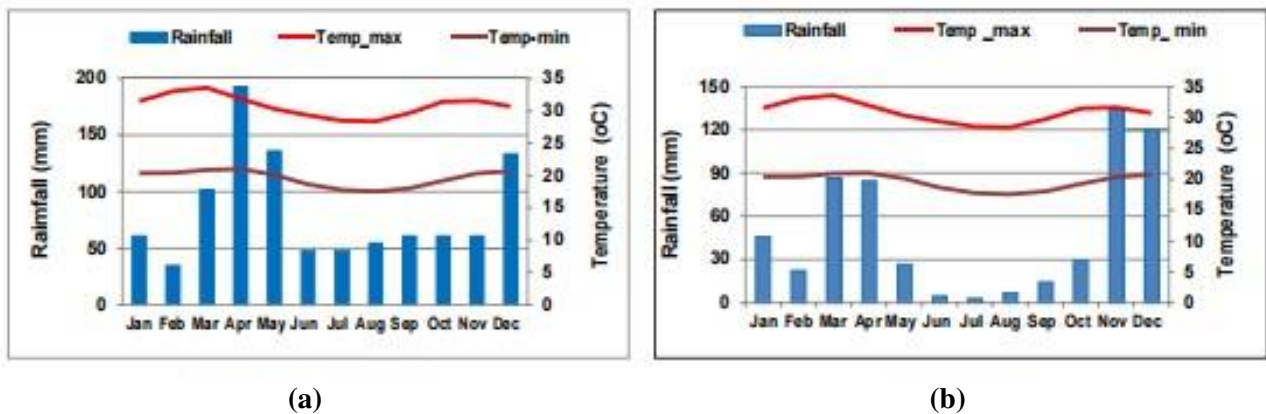 Rainfall Temp_max Temp-min
200
150
100
50
0
Raimfall (mm)
35
30
25
20
15
10
5
0
Temperature (oC)
Jan Feb Mar Apr May Jun Jul Aug Sep Oct Nov Dec
(a)
Rainfall Temp _max Temp_ min
150
120
90
60
30
0
Rainfall (mm)
35
30
25
20
15
10
5
0
Temperature (oC)
Jan Feb Mar Apr May Jun Jul Aug Sep Oct Nov Dec
(b)